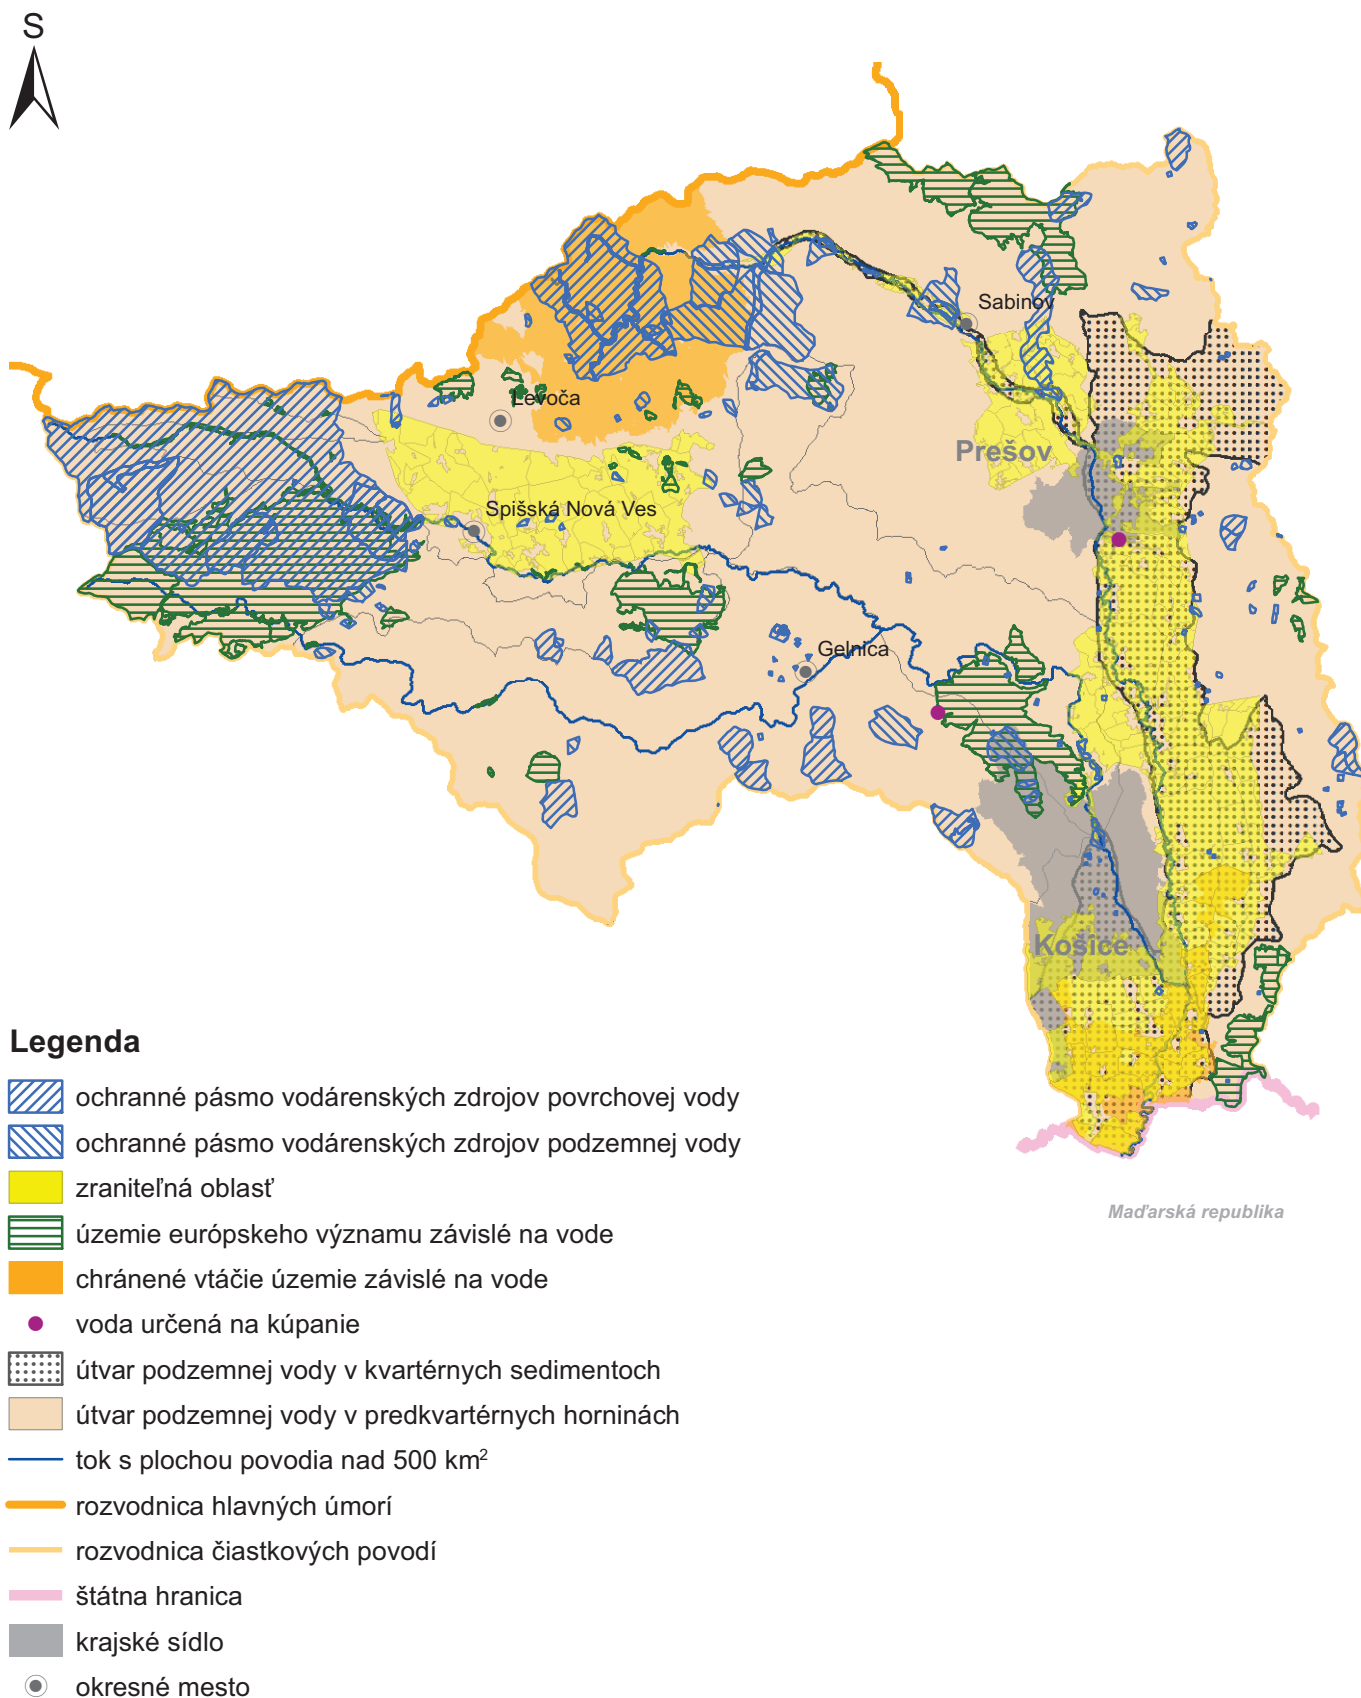 S
Sabinov
Levoča
Prešov
Spišská Nová Ves
Gelnica
Košice
Maďarská republika
Legenda
ochranné pásmo vodárenských zdrojov povrchovej vody
ochranné pásmo vodárenských zdrojov podzemnej vody
zraniteľná oblasť
územie európskeho významu závislé na vode
chránené vtáčie územie závislé na vode
voda určená na kúpanie
útvar podzemnej vody v kvartérnych sedimentoch
útvar podzemnej vody v predkvartérnych horninách
tok s plochou povodia nad 500 km²
rozvodnica hlavných úmorí
rozvodnica čiastkových povodí
štátna hranica
krajské sídlo
okresné mesto